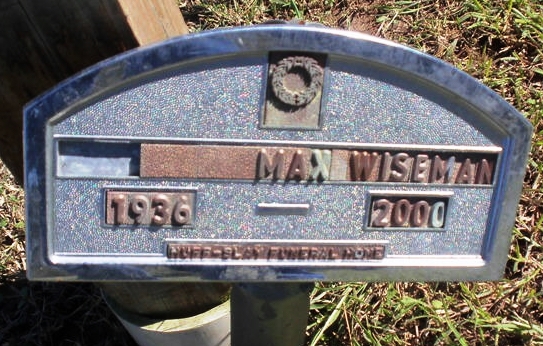 MAX WISEMAN
1936 — 2000
FUNERAL HOME